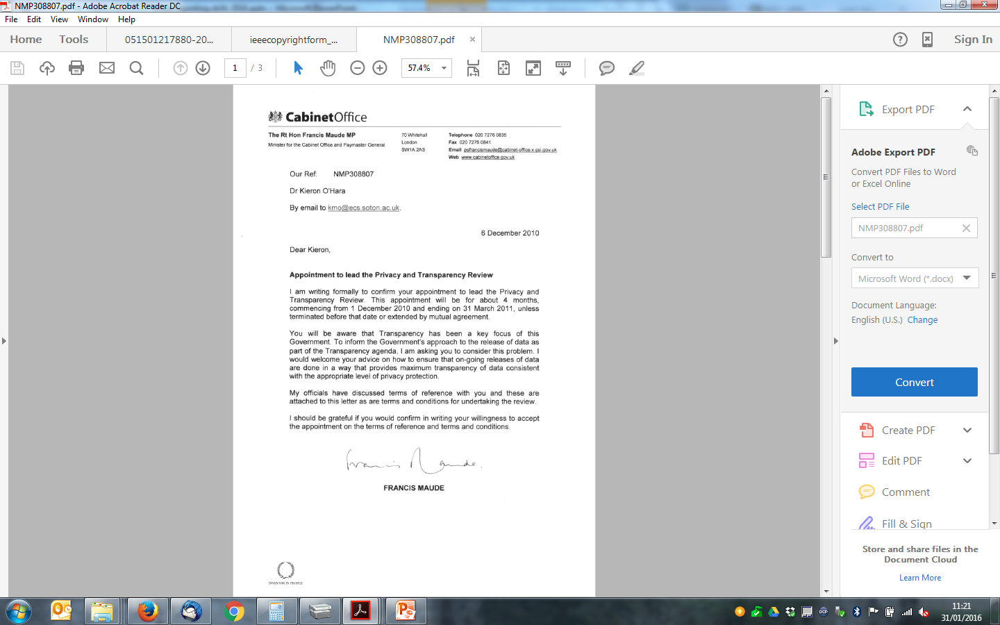 NMP308807.pdf - Adobe Acrobat Reader DC
File Edit View Window Help
Home Tools 051501217880-20... ieeecopyrightform_... NMP308807.pdf × Sign In
1 / 3 57.4%
CabinetOffice
The Rt Hon Francis Maude MP
Minister for the Cabinet Office and Paymaster General
70 Whitehall
London
SW1A 2AS
Telephone 020 7276 0835
Fax 020 7276 0841
Email psfrancismaude@cabinet-office.x.gsi.gov.uk
Web www.cabinetoffice.gov.uk
Our Ref: NMP308807
Dr Kieron O'Hara
By email to kmo@ecs.soton.ac.uk.
6 December 2010
Dear Kieron,
Appointment to lead the Privacy and Transparency Review
I am writing formally to confirm your appointment to lead the Privacy and
Transparency Review. This appointment will be for about 4 months,
commencing from 1 December 2010 and ending on 31 March 2011, unless
terminated before that date or extended by mutual agreement.
You will be aware that Transparency has been a key focus of this
Government. To inform the Government's approach to the release of data as
part of the Transparency agenda, I am asking you to consider this problem. I
would welcome your advice on how to ensure that on-going releases of data
are done in a way that provides maximum transparency of data consistent
with the appropriate level of privacy protection.
My officials have discussed terms of reference with you and these are
attached to this letter as are terms and conditions for undertaking the review.
I should be grateful if you would confirm in writing your willingness to accept
the appointment on the terms of reference and terms and conditions.
Francis Maude.
FRANCIS MAUDE
INVESTOR IN PEOPLE
Export PDF
Adobe Export PDF
Convert PDF Files to Word
or Excel Online
Select PDF File
NMP308807.pdf
Convert to
Microsoft Word (*.docx)
Document Language:
English (U.S.) Change
Convert
Create PDF
Edit PDF
Comment
Fill & Sign
Store and share files in the
Document Cloud
Learn More
11:21
31/01/2016